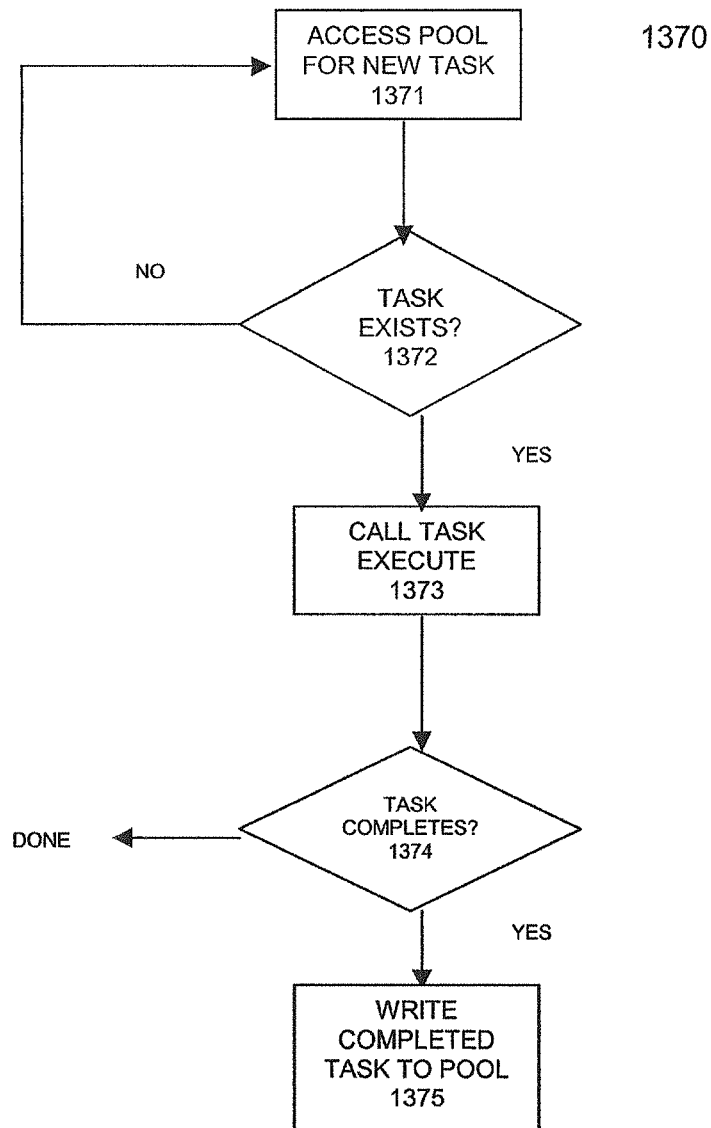 1370
ACCESS POOL
FOR NEW TASK
1371
NO
TASK
EXISTS?
1372
YES
CALL TASK
EXECUTE
1373
TASK
COMPLETES?
1374
DONE
YES
WRITE
COMPLETED
TASK TO POOL
1375